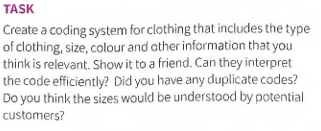 TASK
Create a coding system for clothing that includes the type
of clothing, size, colour and other information that you
think is relevant. Show it to a friend. Can they interpret
the code efficiently? Did you have any duplicate codes?
Do you think the sizes would be understood by potential
customers?